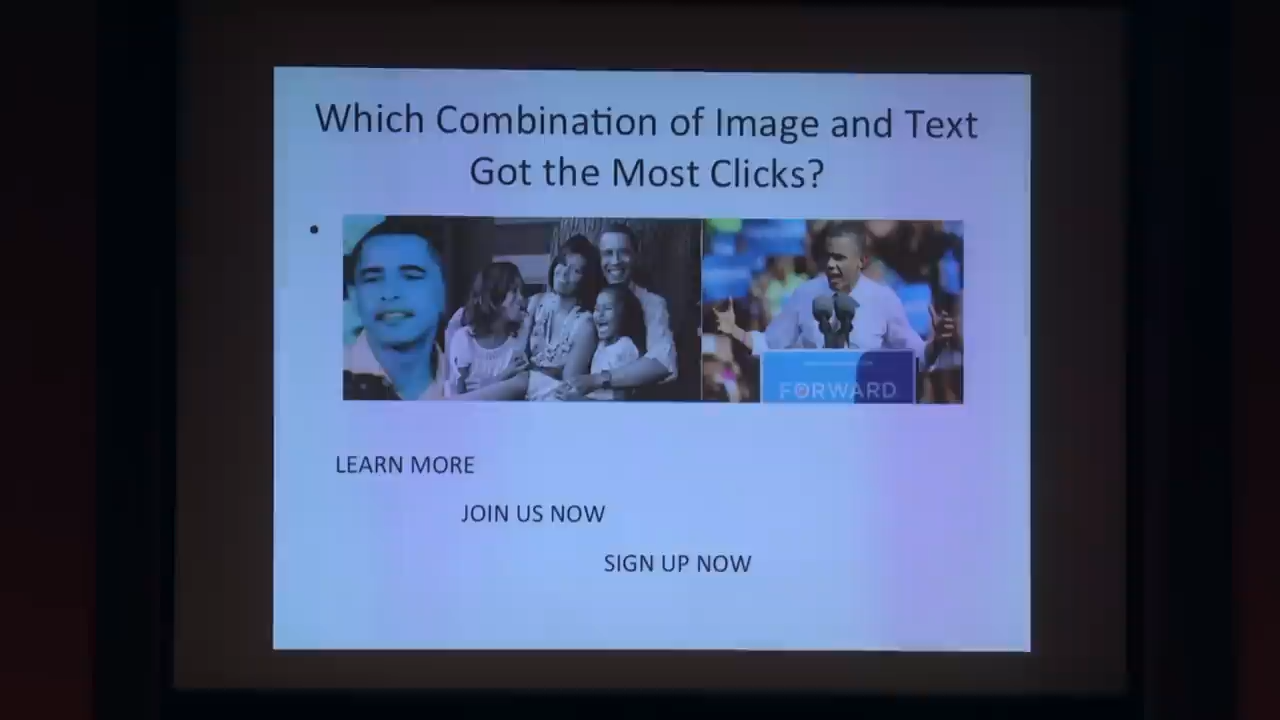 Which Combination of Image and Text
Got the Most Clicks?
•
FORWARD
LEARN MORE
JOIN US NOW
SIGN UP NOW